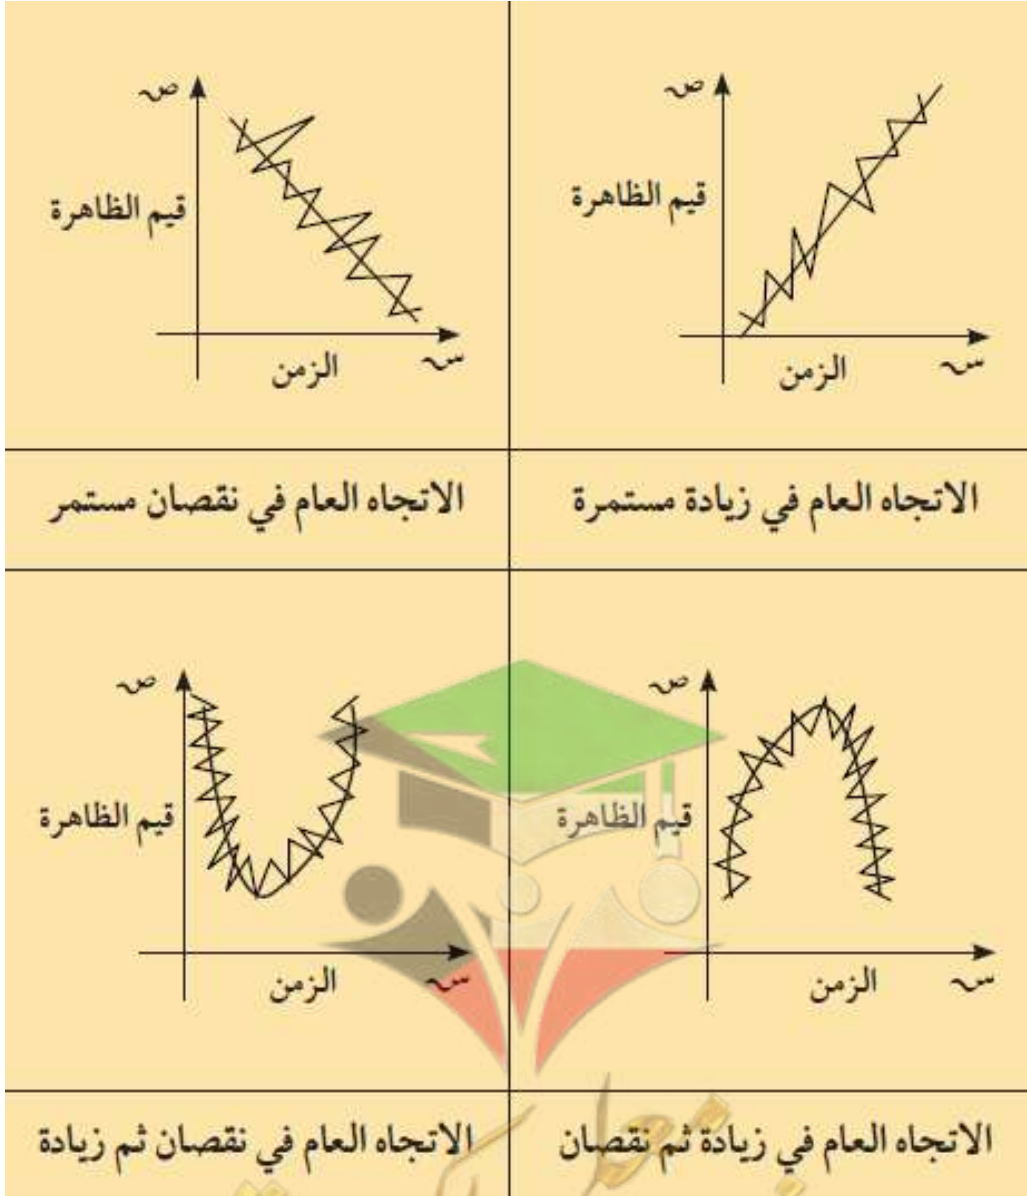 ص
قيم الظاهرة
الزمن
س
ص
قيم الظاهرة
الزمن
س
الاتجاه العام في زيادة مستمرة
الاتجاه العام في نقصان مستمر
ص
قيم الظاهرة
الزمن
س
ص
قيم الظاهرة
الزمن
س
الاتجاه العام في زيادة ثم نقصان
الاتجاه العام في نقصان ثم زيادة